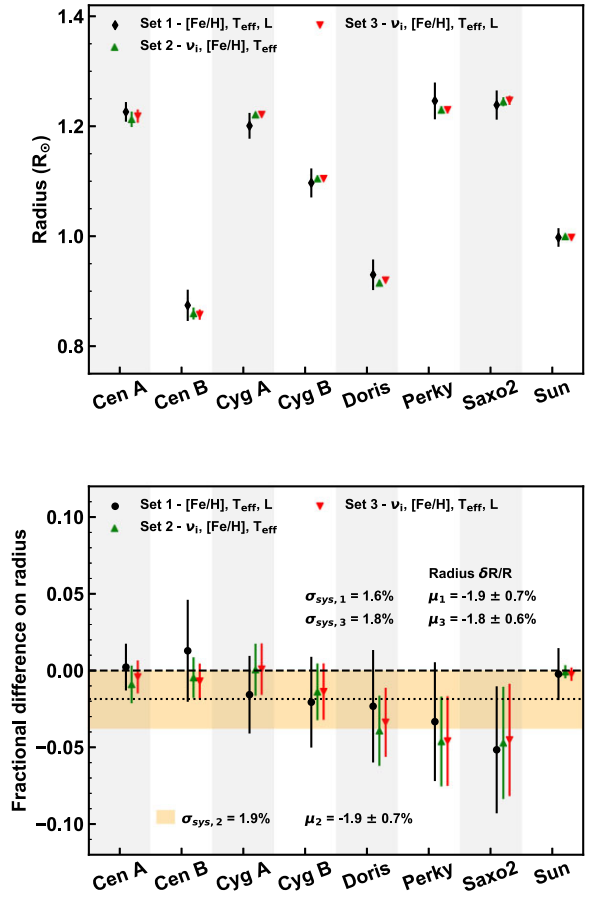 Set 1 - [Fe/H], Teff, L
Set 3 - νi, [Fe/H], Teff, L
Set 2 - νi, [Fe/H], Teff
Radius (R⊙)
1.4
1.2
1.0
0.8
Cen A
Cen B
Cyg A
Cyg B
Doris
Perky
Saxo2
Sun
Set 1 - [Fe/H], Teff, L
Set 3 - νi, [Fe/H], Teff, L
Set 2 - νi, [Fe/H], Teff
Radius δR/R
σsys, 1 = 1.6%
μ1 = -1.9 ± 0.7%
σsys, 3 = 1.8%
μ3 = -1.8 ± 0.6%
Fractional difference on radius
0.10
0.05
0.00
−0.05
−0.10
σsys, 2 = 1.9%
μ2 = -1.9 ± 0.7%
Cen A
Cen B
Cyg A
Cyg B
Doris
Perky
Saxo2
Sun